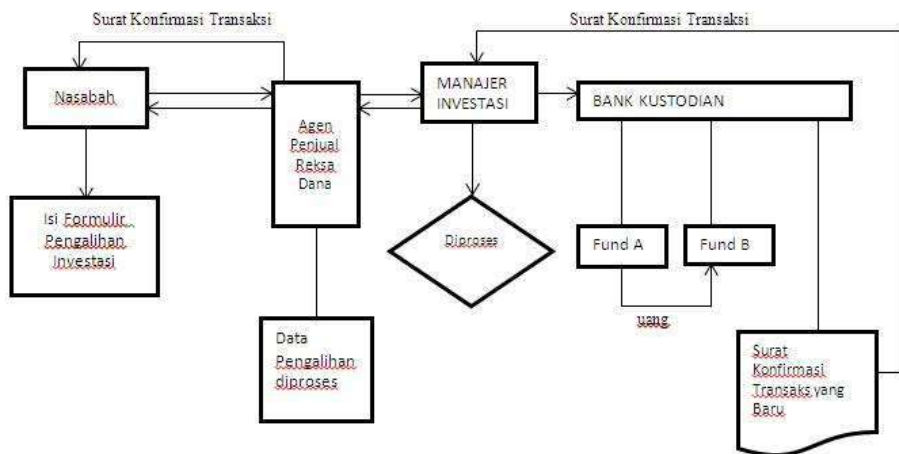 Surat Konfirmasi Transaksi
Surat Konfirmasi Transaksi
Nasabah
Agen
Penjual
Reksa
Dana
MANAJER
INVESTASI
BANK KUSTODIAN
Isi Formulir
Pengalihan
Investasi
Diproses
Fund A
Fund B
uang
Data
Pengalihan
diproses
Surat
Konfirmasi
Transaks yang
Baru